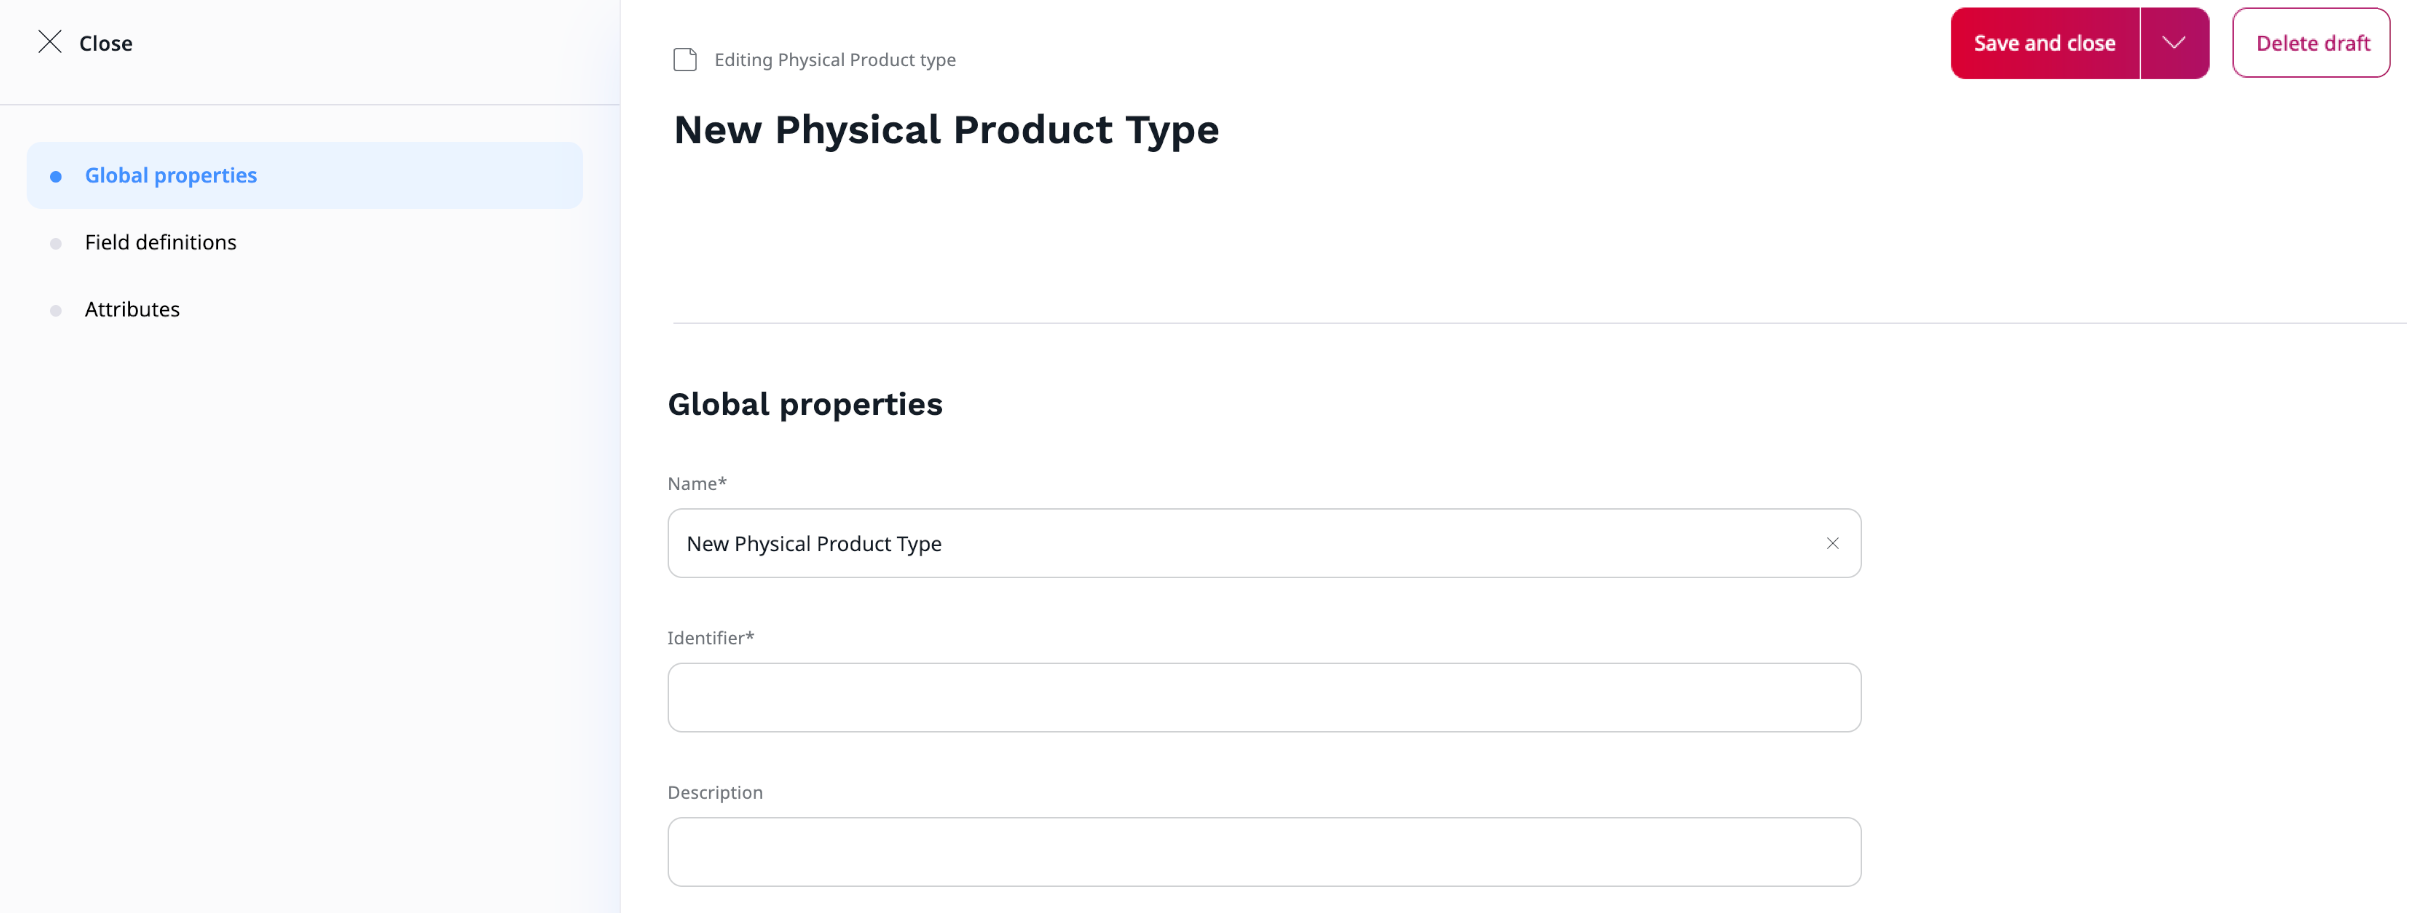 Close
Global properties
Field definitions
Attributes
Editing Physical Product type
Save and close
Delete draft
New Physical Product Type
Global properties
Name*
New Physical Product Type
Identifier*
Description